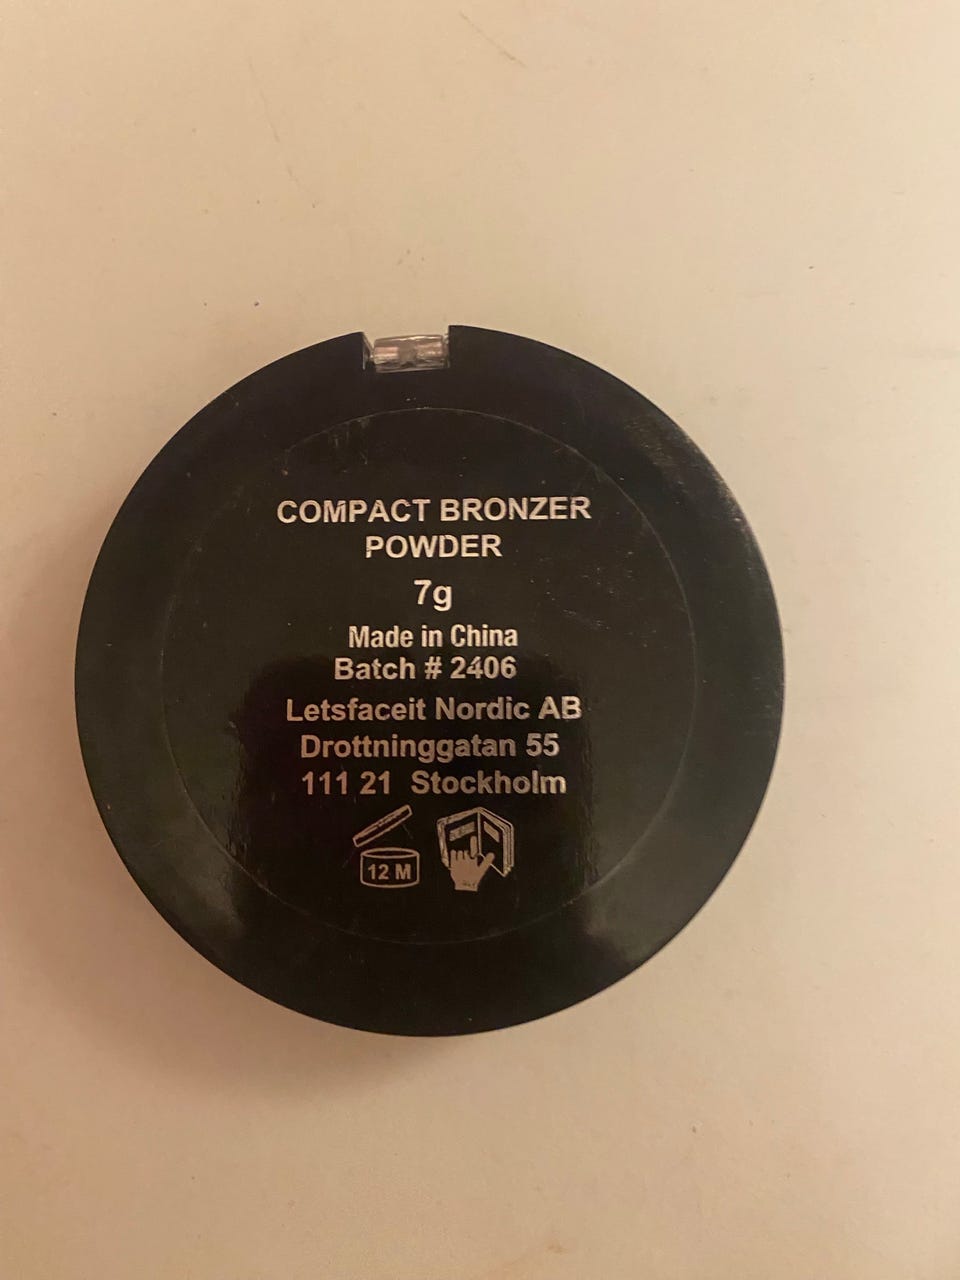 COMPACT BRONZER
POWDER
7g
Made in China
Batch # 2406
Letsfaceit Nordic AB
Drottninggatan 55
111 21 Stockholm
12 M